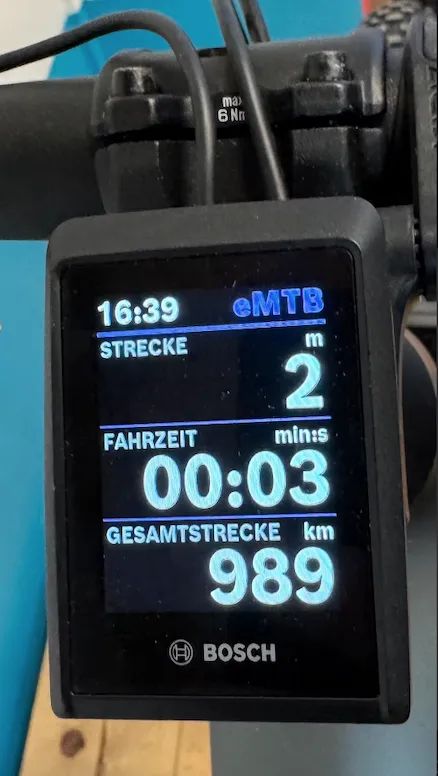 max
6 Nm
16:39 eMTB
STRECKE m
2
FAHRZEIT min:s
00:03
GESAMTSTRECKE km
989
BOSCH